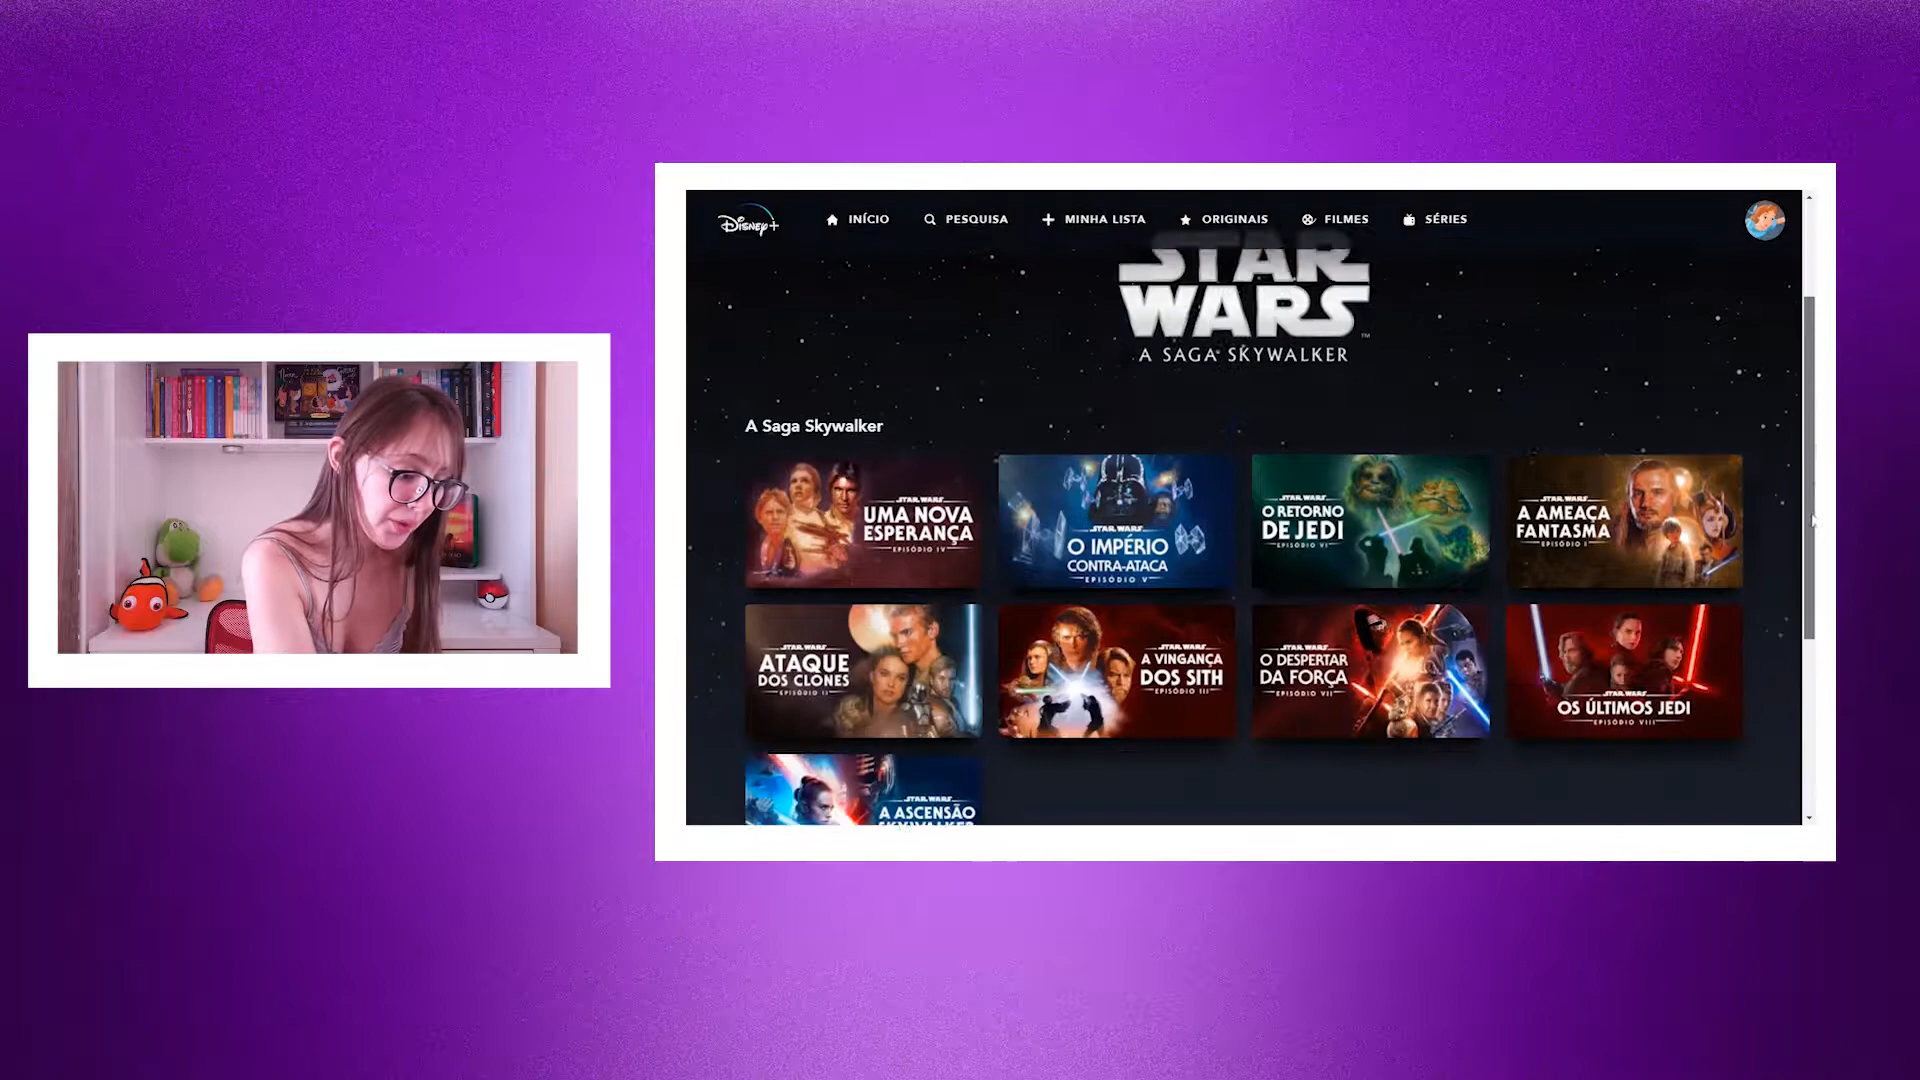 Disney+
INÍCIO
PESQUISA
MINHA LISTA
ORIGINAIS
FILMES
SÉRIES
STAR
WARS
A SAGA SKYWALKER
A Saga Skywalker
STAR WARS
UMA NOVA
ESPERANÇA
EPISÓDIO IV
STAR WARS
O IMPÉRIO
CONTRA-ATACA
EPISÓDIO V
STAR WARS
O RETORNO
DE JEDI
EPISÓDIO VI
STAR WARS
A AMEAÇA
FANTASMA
EPISÓDIO I
STAR WARS
ATAQUE
DOS CLONES
EPISÓDIO II
STAR WARS
A VINGANÇA
DOS SITH
EPISÓDIO III
STAR WARS
O DESPERTAR
DA FORÇA
EPISÓDIO VII
STAR WARS
OS ÚLTIMOS JEDI
EPISÓDIO VIII
STAR WARS
A ASCENSÃO
SKYWALKER